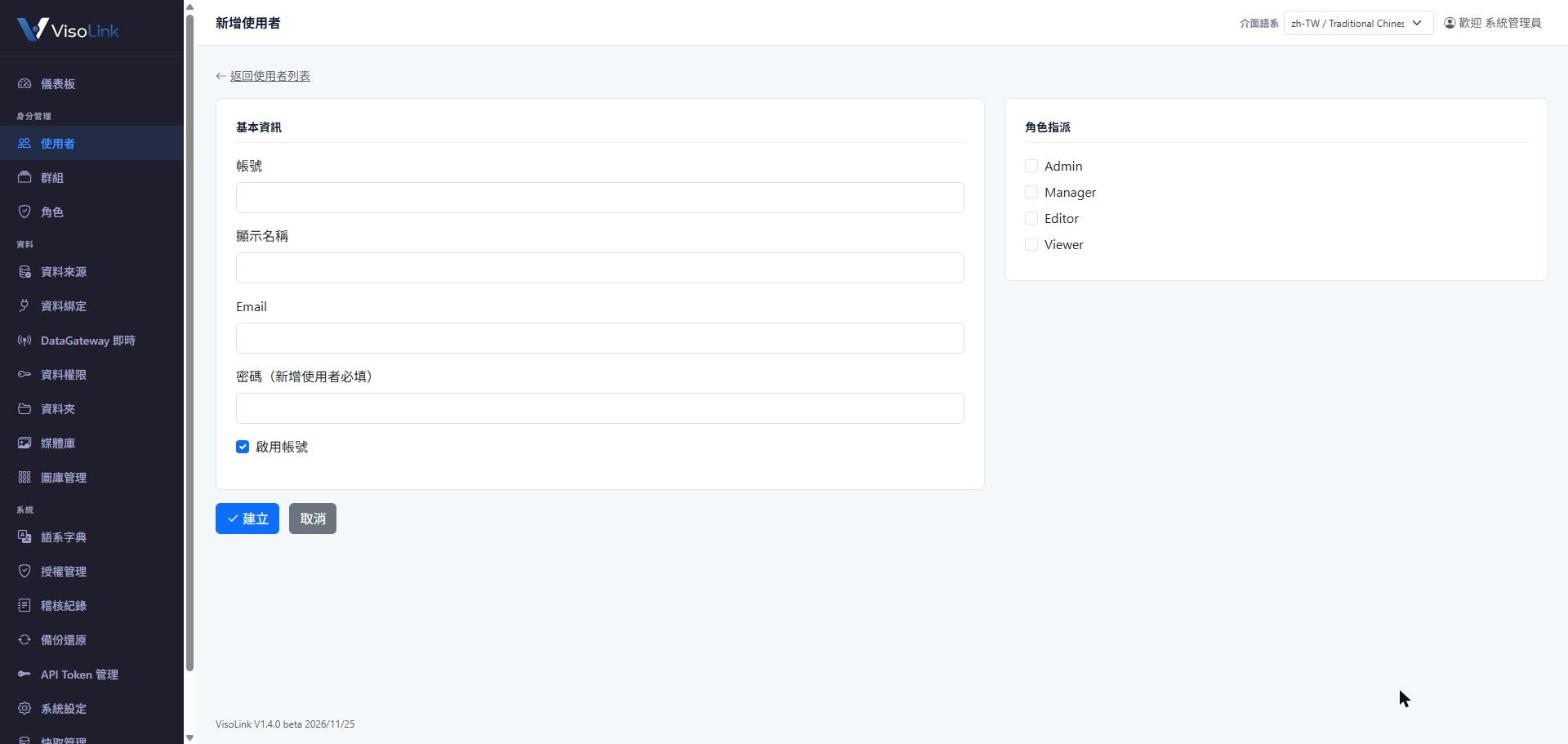 VisoLink
儀表板
身分管理
使用者
群組
角色
資料
資料來源
資料綁定
DataGateway 即時
資料權限
資料夾
媒體庫
圖庫管理
系統
語系字典
授權管理
稽核紀錄
備份還原
API Token 管理
系統設定
快取管理
新增使用者
介面語系
zh-TW / Traditional Chines
歡迎 系統管理員
← 返回使用者列表
基本資訊
帳號
顯示名稱
Email
密碼（新增使用者必填）
啟用帳號
建立
取消
角色指派
Admin
Manager
Editor
Viewer
VisoLink V1.4.0 beta 2026/11/25